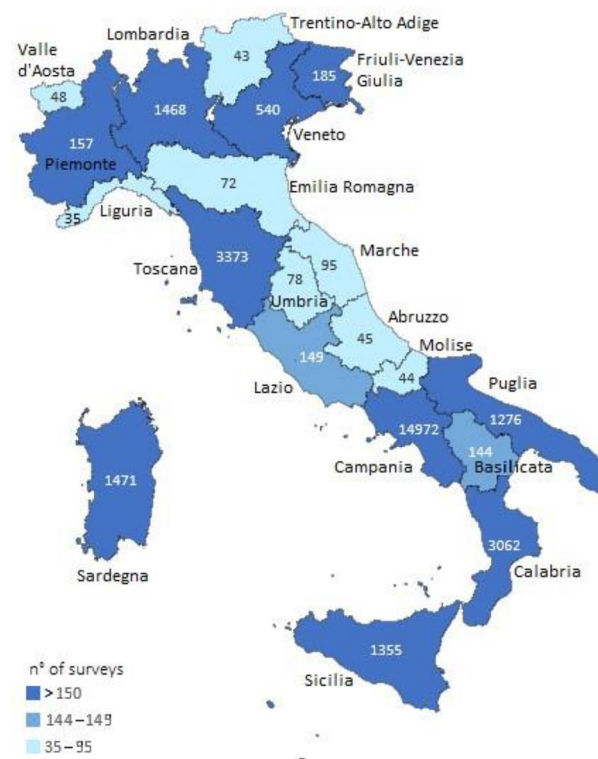 Trentino-Alto Adige
Lombardia
Valle
d'Aosta
43
Friuli-Venezia
Giulia
185
48
1468
540
Veneto
157
Piemonte
72
Emilia Romagna
35
Liguria
Marche
3373
95
Toscana
78
Umbria
Abruzzo
45
Molise
149
44
Lazio
Puglia
1276
14972
144
Campania
Basilicata
1471
3062
Sardegna
Calabria
1355
Sicilia
n° of surveys
>150
144–149
35–95